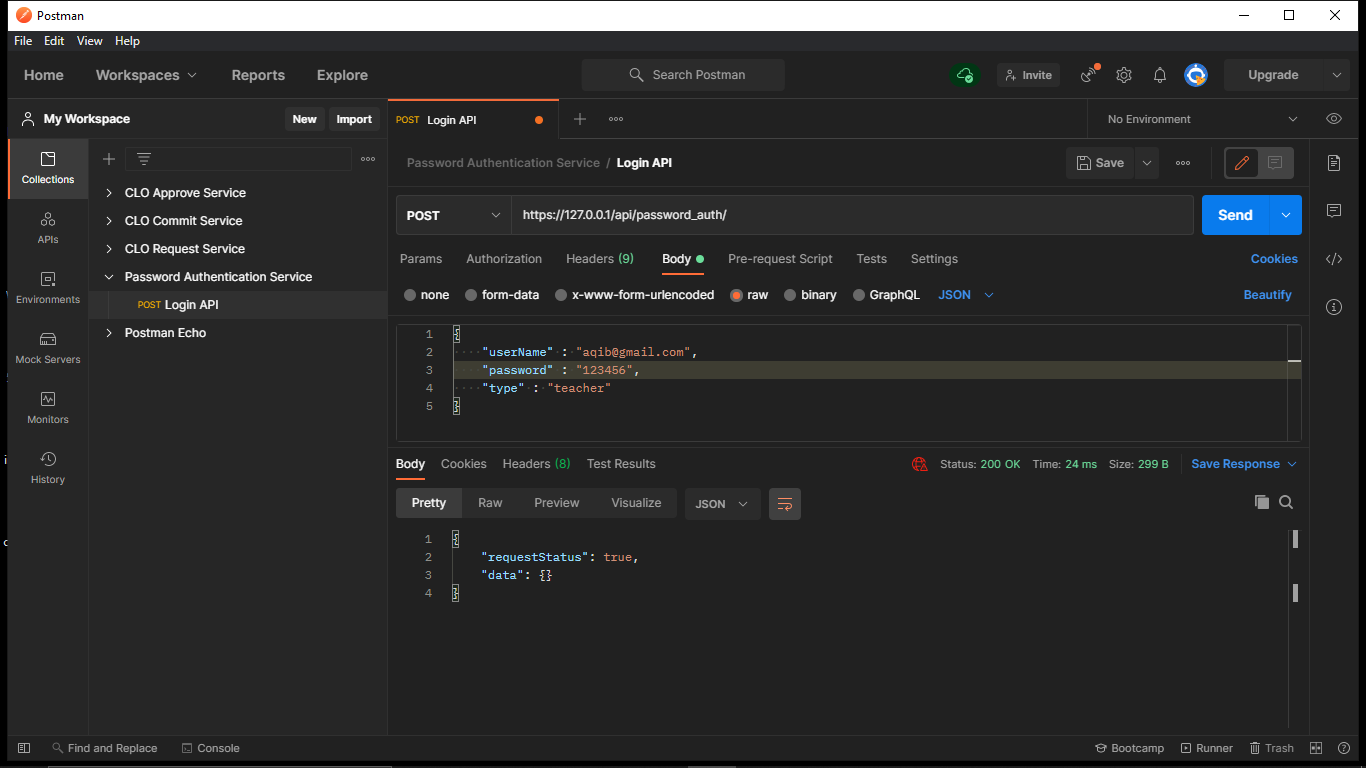 Postman
File Edit View Help
Home Workspaces Reports Explore Search Postman Invite Upgrade
My Workspace New Import
POST Login API No Environment
Collections
APIs
Environments
Mock Servers
Monitors
History
CLO Approve Service
CLO Commit Service
CLO Request Service
Password Authentication Service
POST Login API
Postman Echo
Password Authentication Service / Login API Save
POST https://127.0.0.1/api/password_auth/ Send
Params Authorization Headers (9) Body Pre-request Script Tests Settings Cookies
none form-data x-www-form-urlencoded raw binary GraphQL JSON Beautify
1 {
2 "userName" : "aqib@gmail.com",
3 "password" : "123456",
4 "type" : "teacher"
5 }
Body Cookies Headers (8) Test Results Status: 200 OK Time: 24 ms Size: 299 B Save Response
Pretty Raw Preview Visualize JSON
1 {
2 "requestStatus": true,
3 "data": {}
4 }
Find and Replace Console Bootcamp Runner Trash